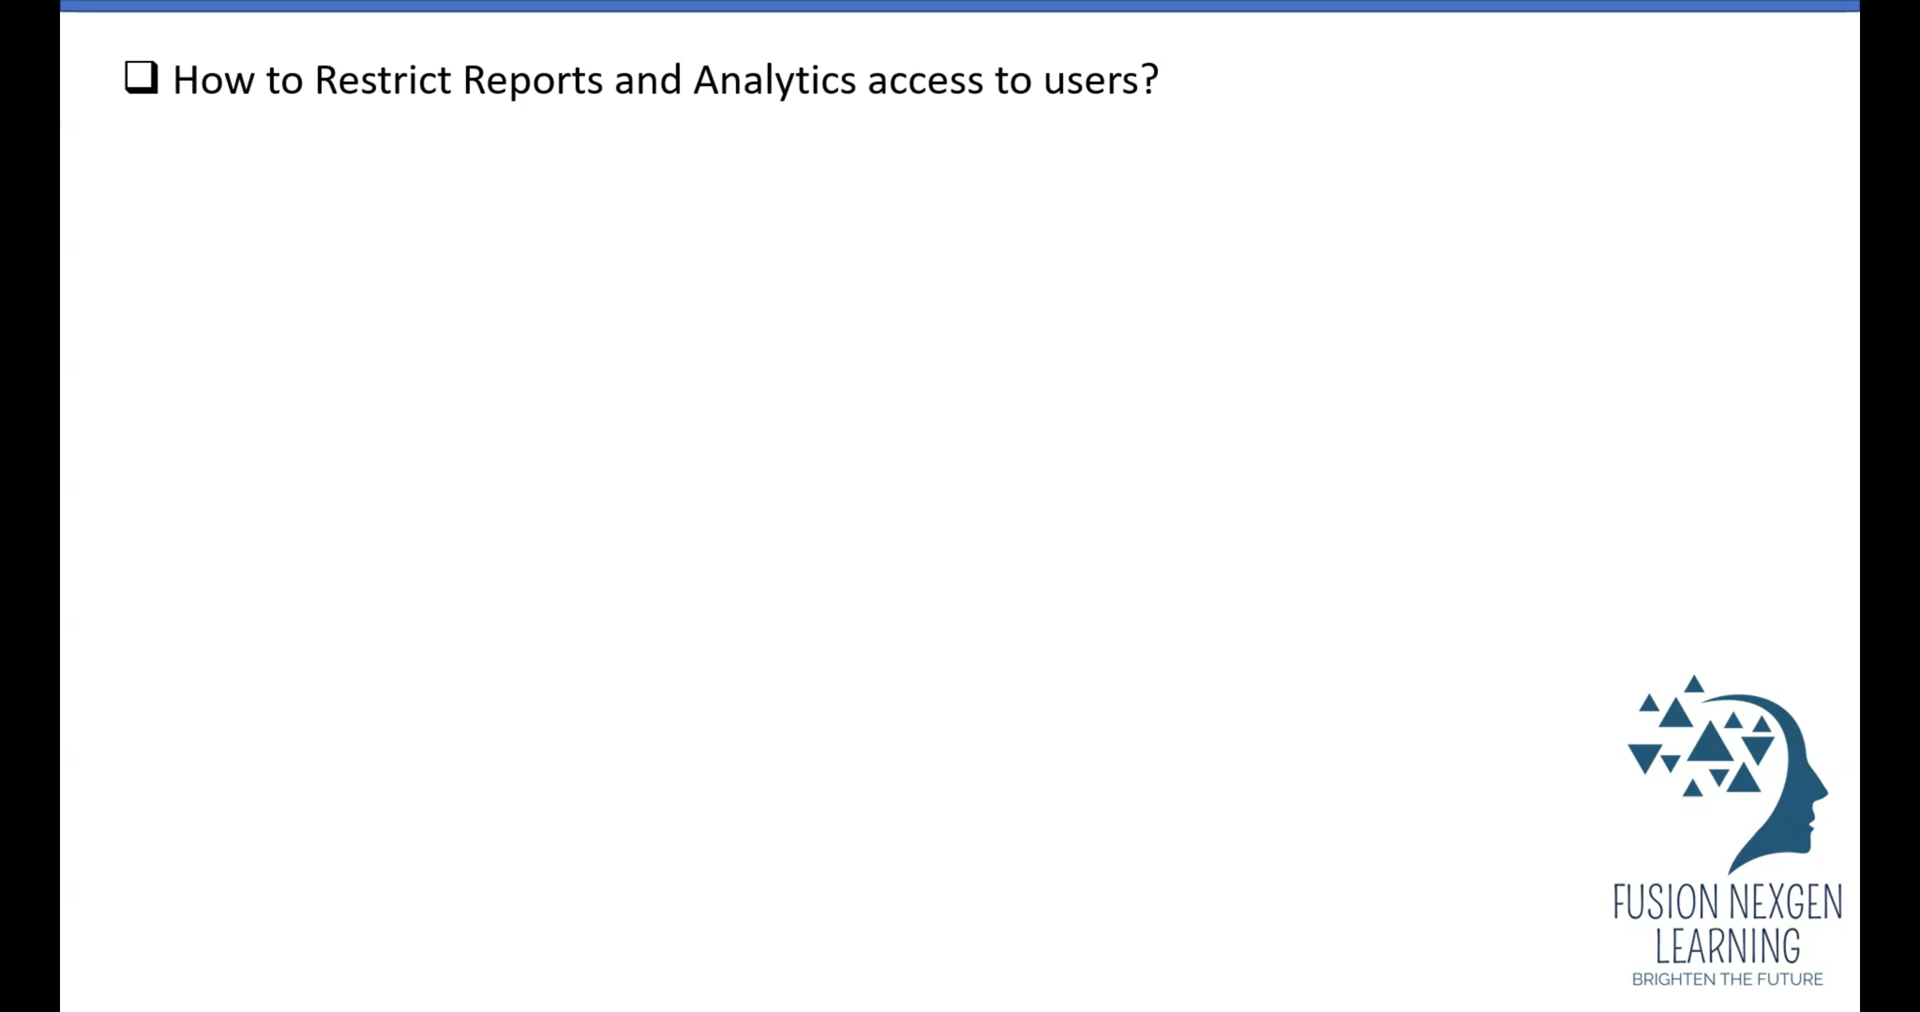 How to Restrict Reports and Analytics access to users?
FUSION NEXGEN
LEARNING
BRIGHTEN THE FUTURE